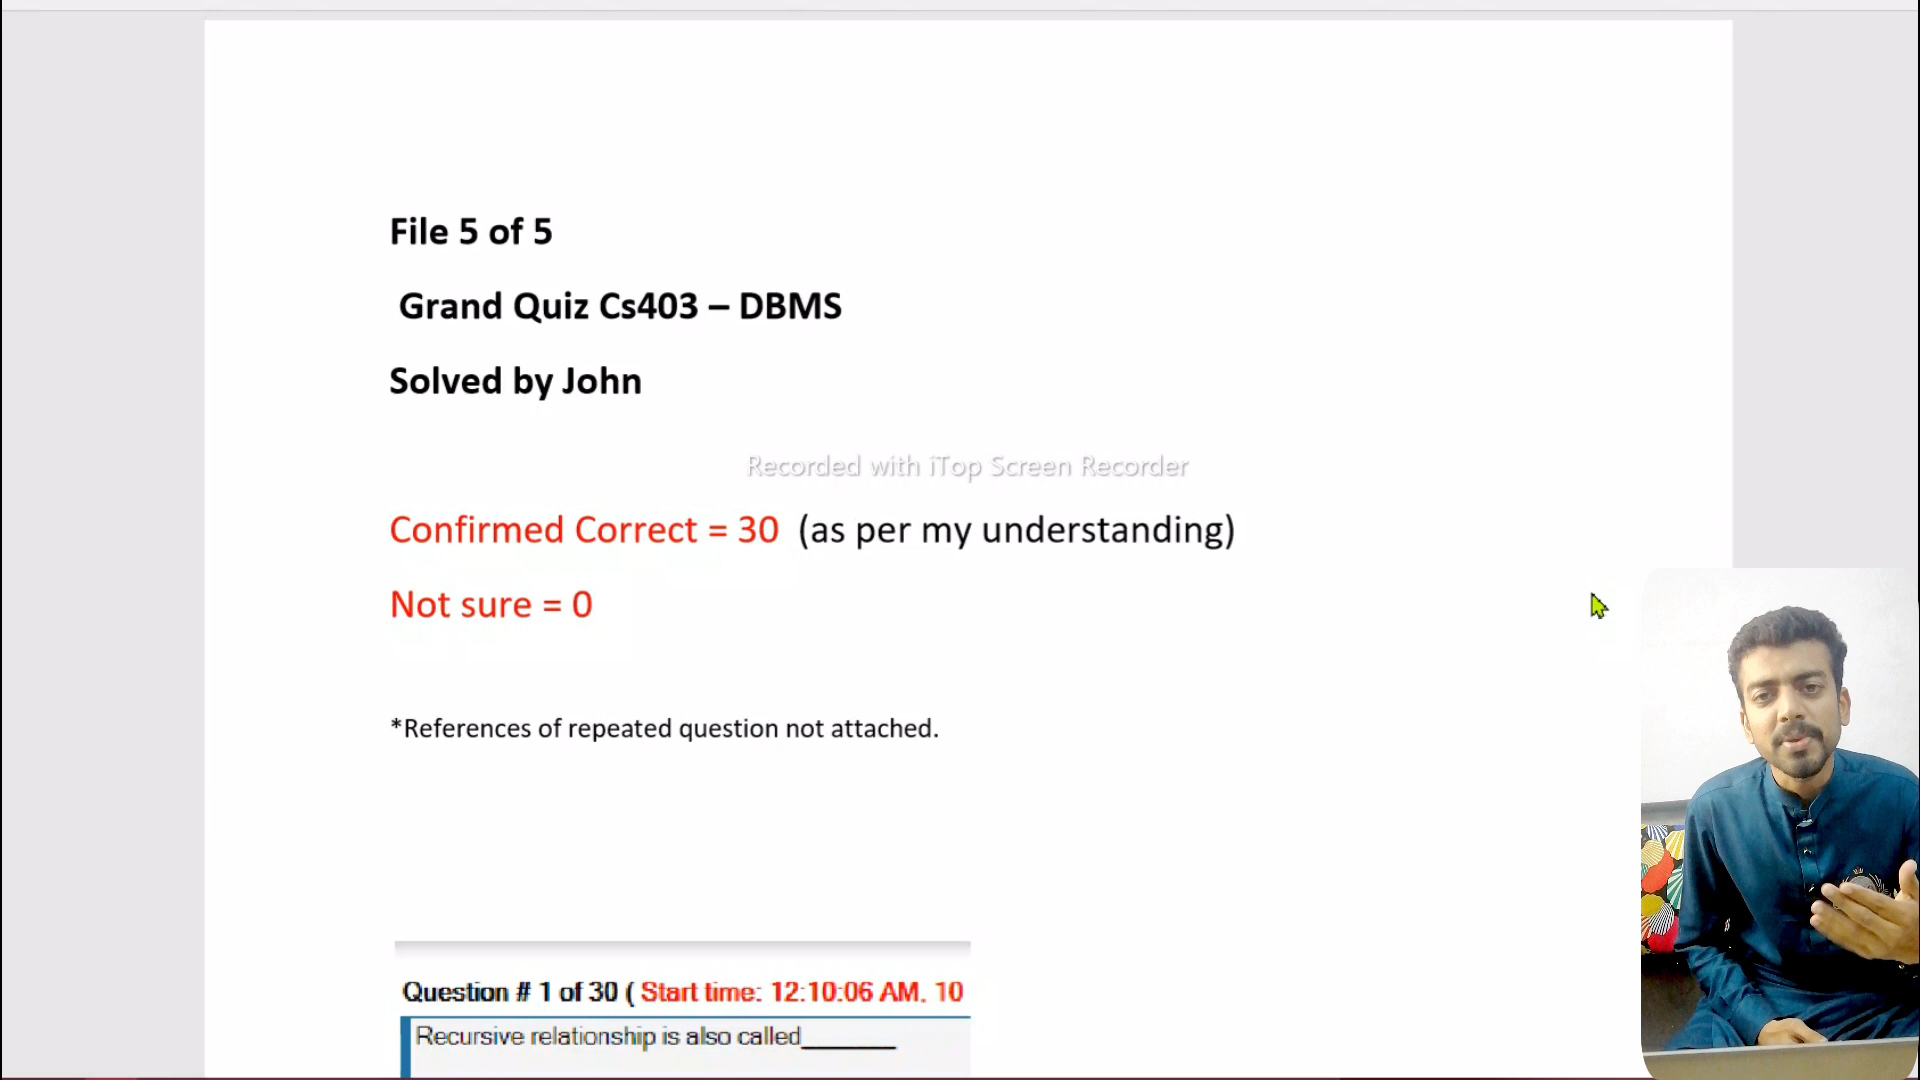 File 5 of 5
Grand Quiz Cs403 – DBMS
Solved by John
Recorded with iTop Screen Recorder
Confirmed Correct = 30 (as per my understanding)
Not sure = 0
*References of repeated question not attached.
Question # 1 of 30 ( Start time: 12:10:06 AM, 10
Recursive relationship is also called_______